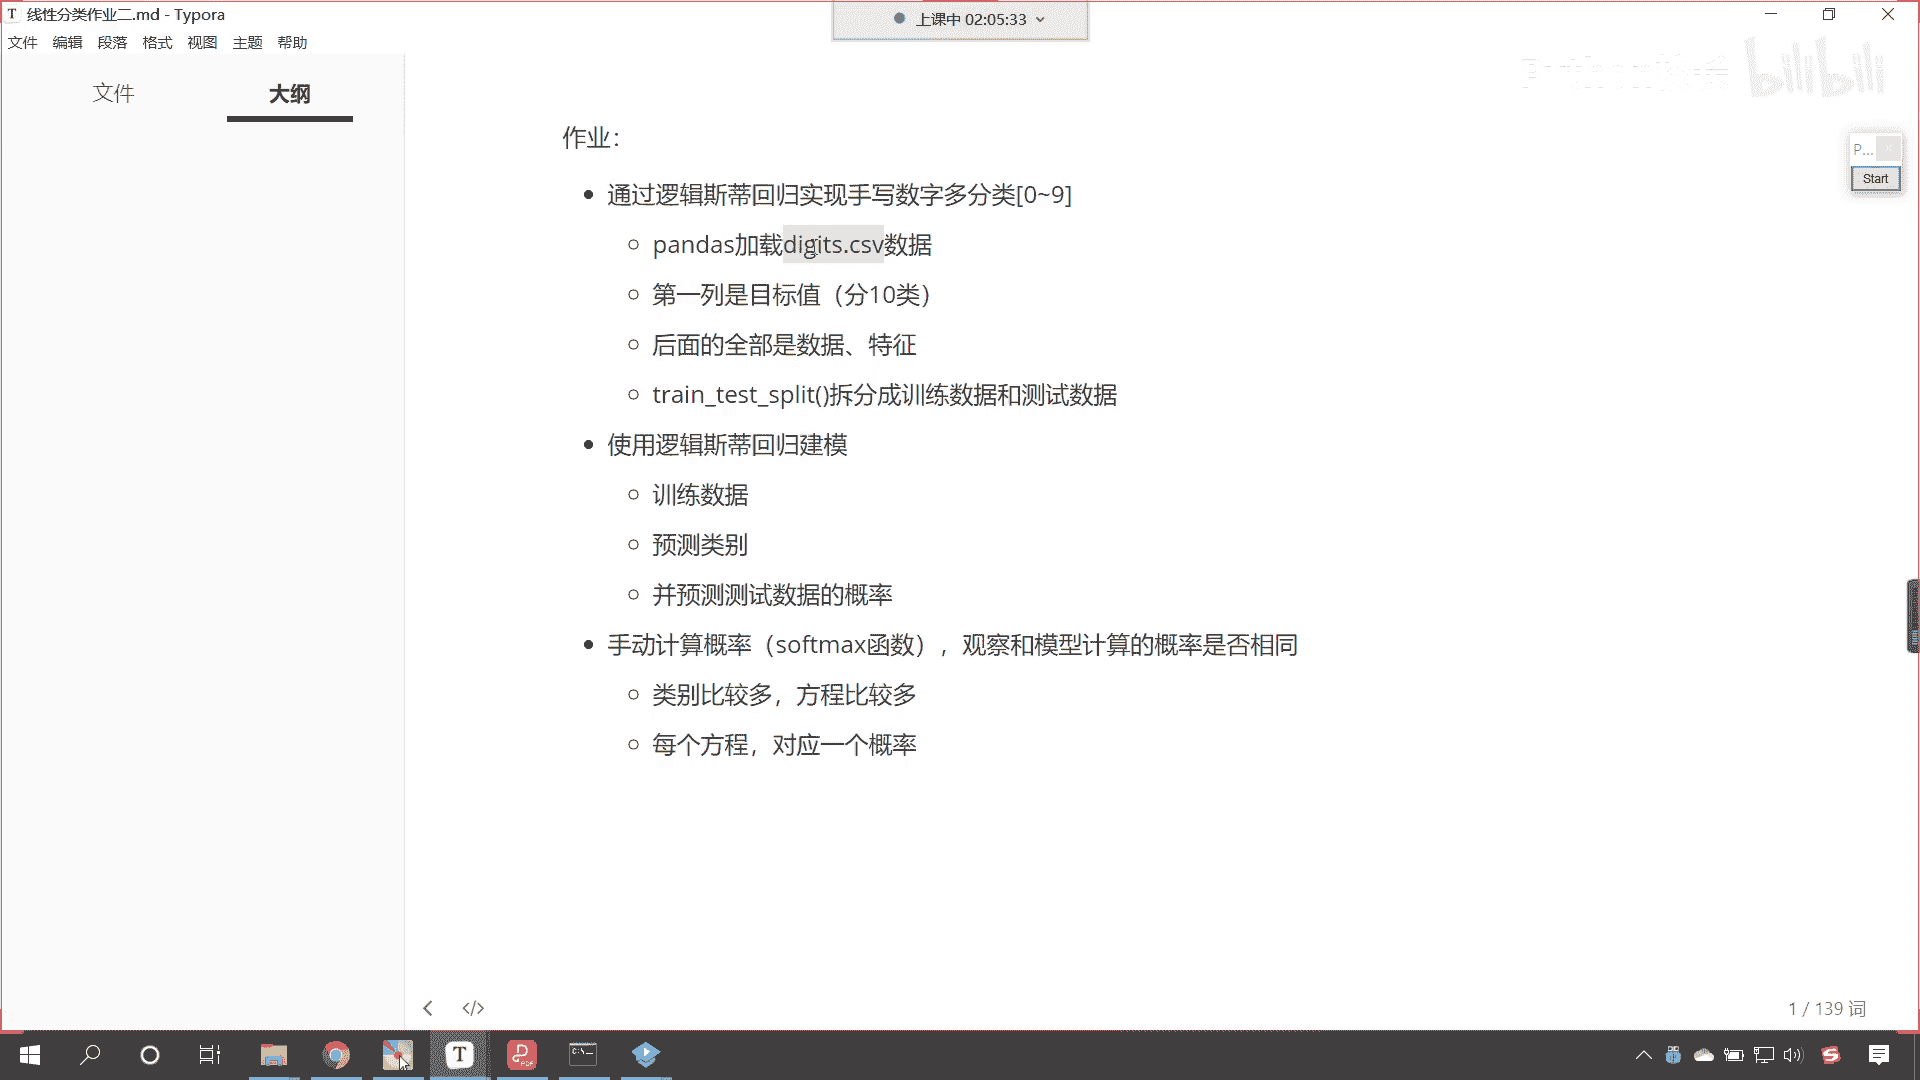 线性分类作业二.md - Typora
上课中 02:05:33
文件 编辑 段落 格式 视图 主题 帮助
文件 大纲
bilibili
P...
Start
作业：
通过逻辑斯蒂回归实现手写数字多分类[0~9]
pandas加载digits.csv数据
第一列是目标值（分10类）
后面的全部是数据、特征
train_test_split()拆分成训练数据和测试数据
使用逻辑斯蒂回归建模
训练数据
预测类别
并预测测试数据的概率
手动计算概率（softmax函数），观察和模型计算的概率是否相同
类别比较多，方程比较多
每个方程，对应一个概率
1 / 139 词